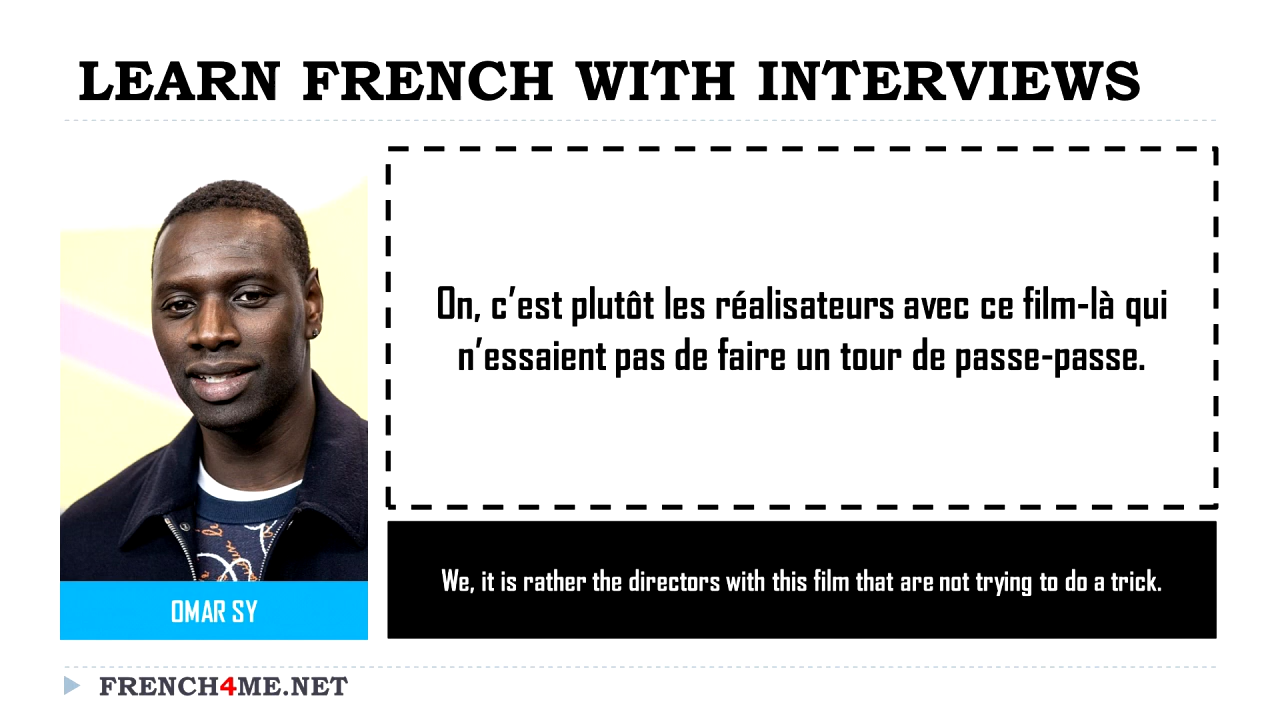 LEARN FRENCH WITH INTERVIEWS
On, c’est plutôt les réalisateurs avec ce film-là qui
n’essaient pas de faire un tour de passe-passe.
We, it is rather the directors with this film that are not trying to do a trick.
OMAR SY
FRENCH4ME.NET